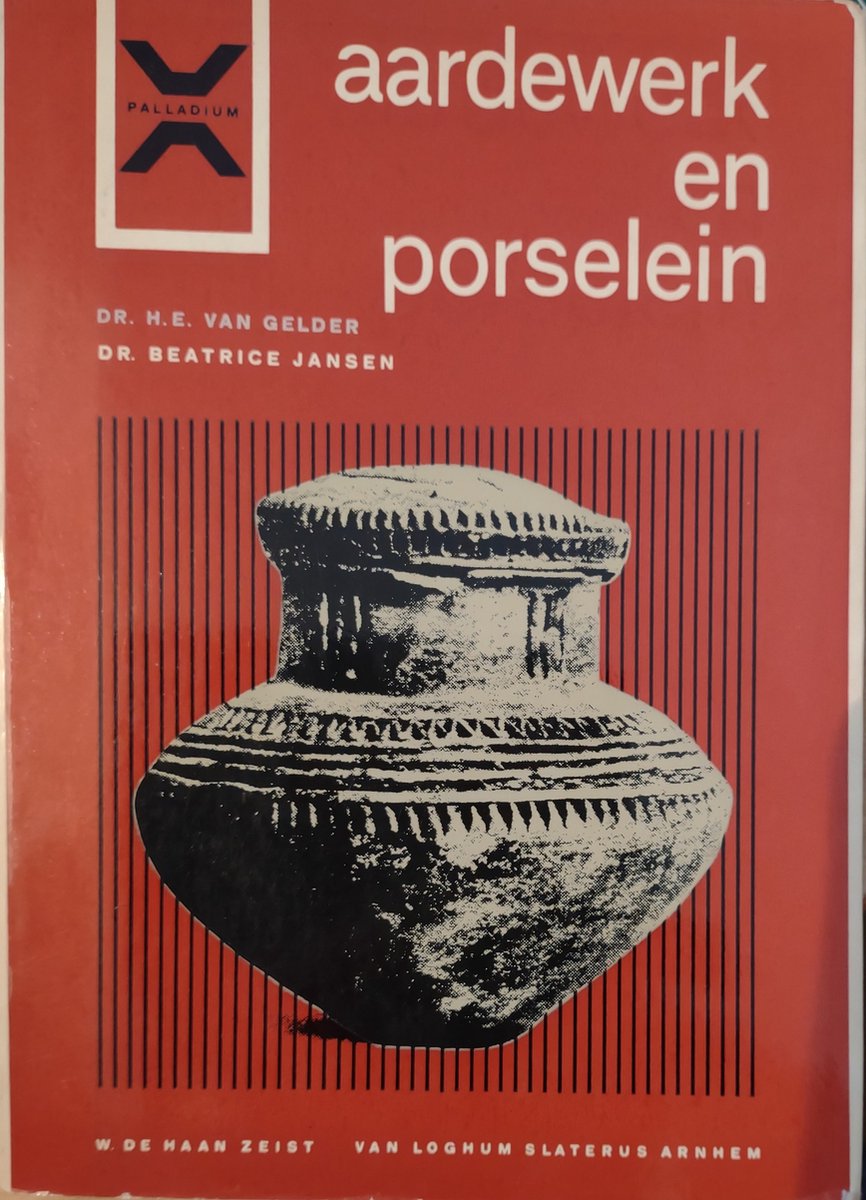 PALLADIUM
aardewerk
en
porselein
DR. H.E. VAN GELDER
DR. BEATRICE JANSEN
W. DE HAAN ZEIST VAN LOGHUM SLATERUS ARNHEM